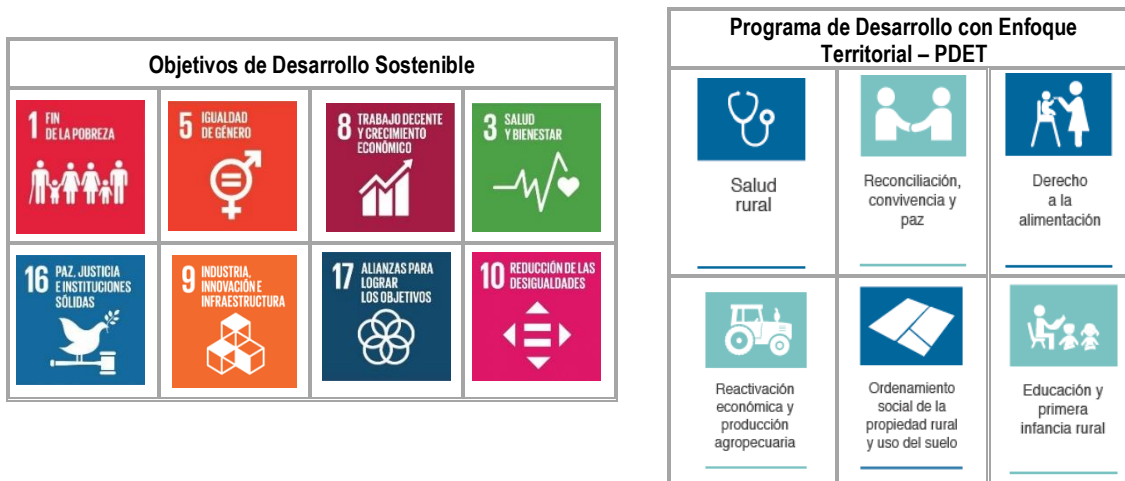 Objetivos de Desarrollo Sostenible
1 FIN
DE LA POBREZA
5 IGUALDAD
DE GÉNERO
8 TRABAJO DECENTE
Y CRECIMIENTO
ECONÓMICO
3 SALUD
Y BIENESTAR
16 PAZ, JUSTICIA
E INSTITUCIONES
SÓLIDAS
9 INDUSTRIA,
INNOVACIÓN E
INFRAESTRUCTURA
17 ALIANZAS PARA
LOGRAR
LOS OBJETIVOS
10 REDUCCIÓN DE LAS
DESIGUALDADES
Programa de Desarrollo con Enfoque
Territorial – PDET
Salud
rural
Reconciliación,
convivencia y
paz
Derecho
a la
alimentación
Reactivación
económica y
producción
agropecuaria
Ordenamiento
social de la
propiedad rural
y uso del suelo
Educación y
primera
infancia rural